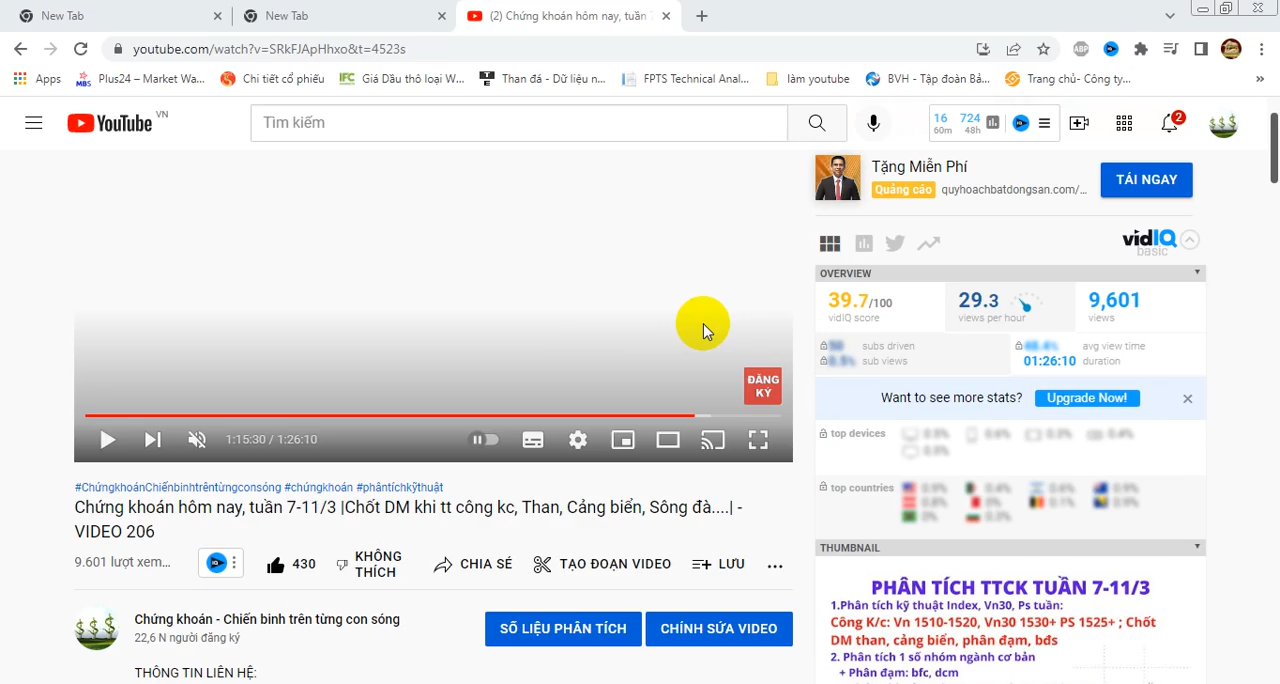 New Tab
New Tab
(2) Chứng khoán hôm nay, tuần 7
youtube.com/watch?v=SRkFJApHhxo&t=4523s
ABP
Apps
MBS
Plus24 – Market Wa...
Chi tiết cổ phiếu
IFC
Giá Dầu thô loại W...
Than đá - Dữ liệu n...
FPTS Technical Anal...
làm youtube
BVH - Tập đoàn Bả...
Trang chủ- Công ty...
»
YouTube VN
Tìm kiếm
16
60m
724
48h
2
Tặng Miễn Phí
Quảng cáo quyhoachbatdongsan.com/...
TẢI NGAY
vidIQ
basic
OVERVIEW
39.7/100
vidIQ score
29.3
views per hour
9,601
views
subs driven
sub views
avg view time
01:26:10 duration
Want to see more stats?
Upgrade Now!
top devices
top countries
THUMBNAIL
PHÂN TÍCH TTCK TUẦN 7-11/3
1.Phân tích kỹ thuật Index, Vn30, Ps tuần:
Công K/c: Vn 1510-1520, Vn30 1530+ PS 1525+ ; Chốt
DM than, cảng biển, phân đạm, bđs
2. Phân tích 1 số nhóm ngành cơ bản
+ Phân đạm: bfc, dcm
ĐĂNG
KÝ
1:15:30 / 1:26:10
#ChứngkhoánChiếnbinhtrêntừngconsóng #chứngkhoán #phântíchkỹthuật
Chứng khoán hôm nay, tuần 7-11/3 |Chốt DM khi tt công kc, Than, Cảng biển, Sông đà....| -
VIDEO 206
9.601 lượt xem...
430
KHÔNG
THÍCH
CHIA SẺ
TẠO ĐOẠN VIDEO
LƯU
...
Chứng khoán - Chiến binh trên từng con sóng
22,6 N người đăng ký
SỐ LIỆU PHÂN TÍCH
CHỈNH SỬA VIDEO
THÔNG TIN LIÊN HỆ: